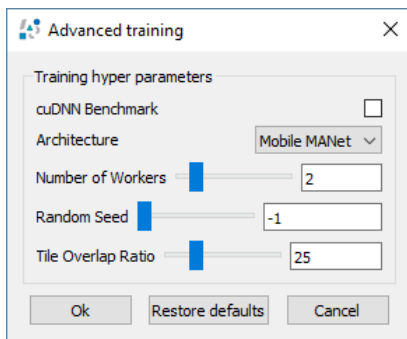 Advanced training
Training hyper parameters
cuDNN Benchmark
Architecture Mobile MANet
Number of Workers 2
Random Seed -1
Tile Overlap Ratio 25
Ok Restore defaults Cancel